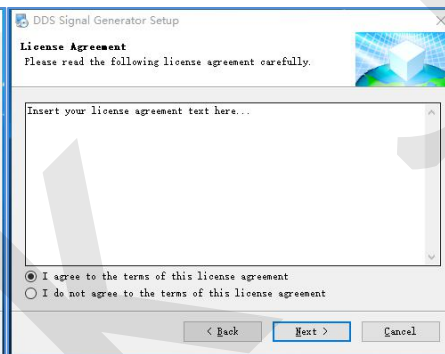 DDS Signal Generator Setup
License Agreement
Please read the following license agreement carefully.
Insert your license agreement text here...
I agree to the terms of this license agreement
I do not agree to the terms of this license agreement
< Back
Next >
Cancel